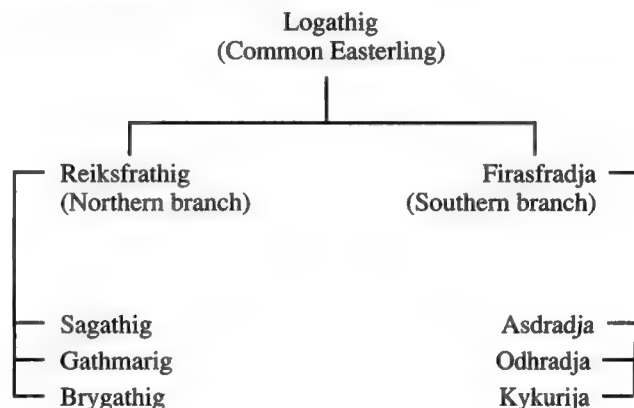 Logathig
(Common Easterling)
Reiksfrathig
(Northern branch)
Firasfradja
(Southern branch)
Sagathig
Gathmarig
Brygathig
Asdradja
Odhradja
Kykurija